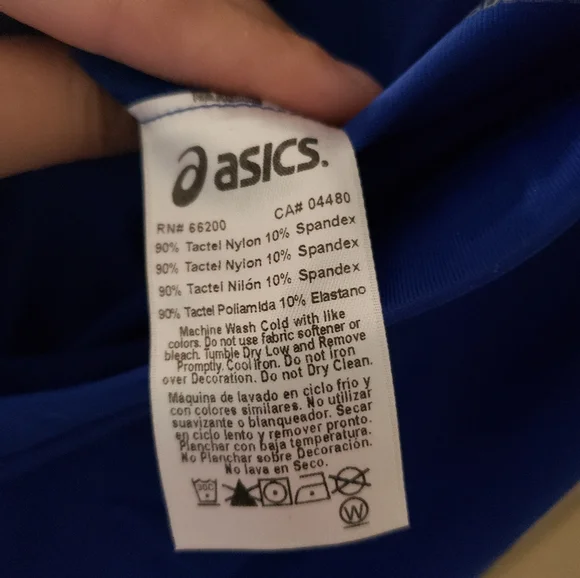 asics.
RN# 66200 CA# 04480
90% Tactel Nylon 10% Spandex
90% Tactel Nylon 10% Spandex
90% Tactel Nilón 10% Spandex
90% Tactel Poliamida 10% Elastano
Machine Wash Cold with like
colors. Do not use fabric softener or
bleach. Tumble Dry Low and Remove
Promptly. Cool Iron. Do not iron
over Decoration. Do not Dry Clean.
Máquina de lavado en ciclo frio y
con colores similares. No utilizar
suavizante o blanqueador. Secar
en ciclo lento y remover pronto.
Planchar con baja temperatura.
No Planchar sobre Decoración.
No lava en Seco.
30C
W